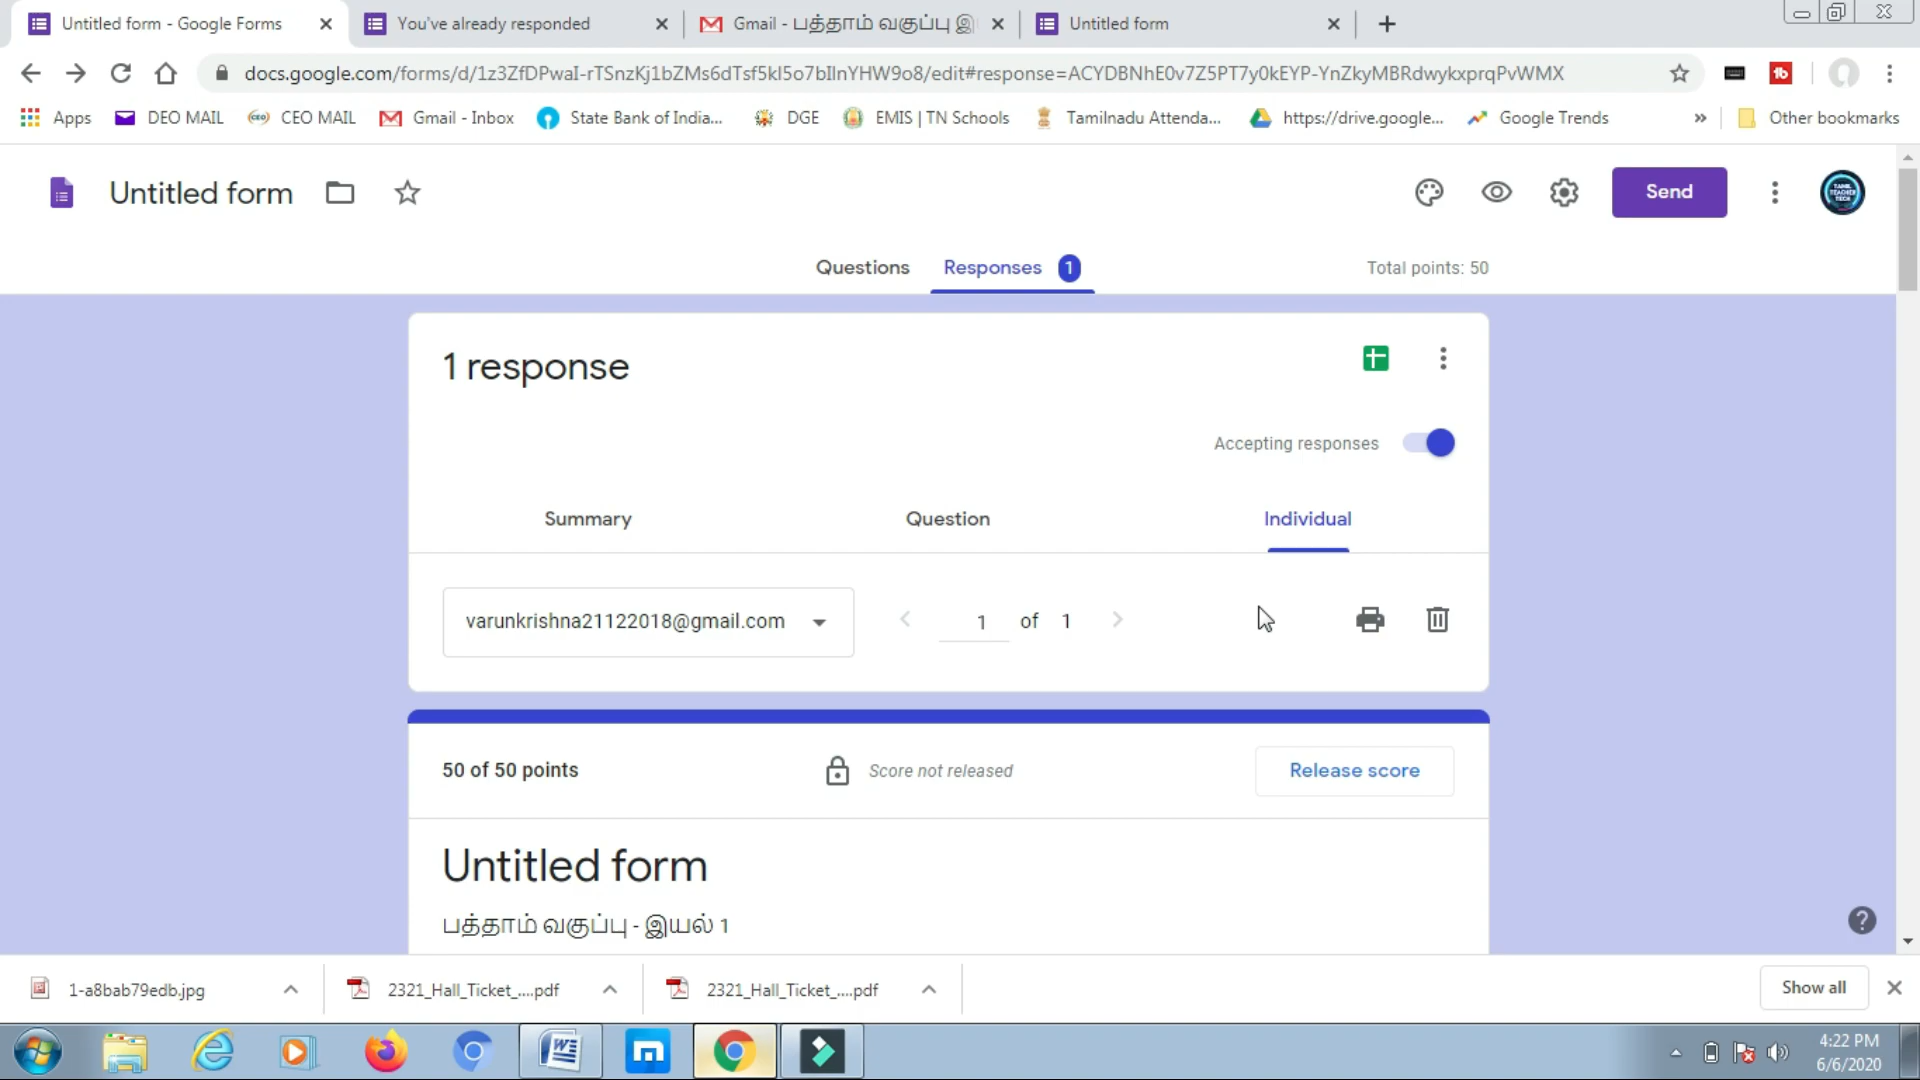 Untitled form - Google Forms
You've already responded
Gmail - பத்தாம் வகுப்பு இ
Untitled form
docs.google.com/forms/d/1z3ZfDPwaI-rTSnzKj1bZMs6dTsf5kI5o7bIlnYHW9o8/edit#response=ACYDBNhE0v7Z5PT7y0kEYP-YnZkyMBRdwykxprqPvWMX
Apps
DEO MAIL
CEO MAIL
Gmail - Inbox
State Bank of India...
DGE
EMIS | TN Schools
Tamilnadu Attenda...
https://drive.google...
Google Trends
Other bookmarks
Untitled form
Send
Questions
Responses 1
Total points: 50
1 response
Accepting responses
Summary
Question
Individual
varunkrishna21122018@gmail.com
1 of 1
50 of 50 points
Score not released
Release score
Untitled form
பத்தாம் வகுப்பு - இயல் 1
1-a8bab79edb.jpg
2321_Hall_Ticket_....pdf
2321_Hall_Ticket_....pdf
Show all
4:22 PM
6/6/2020